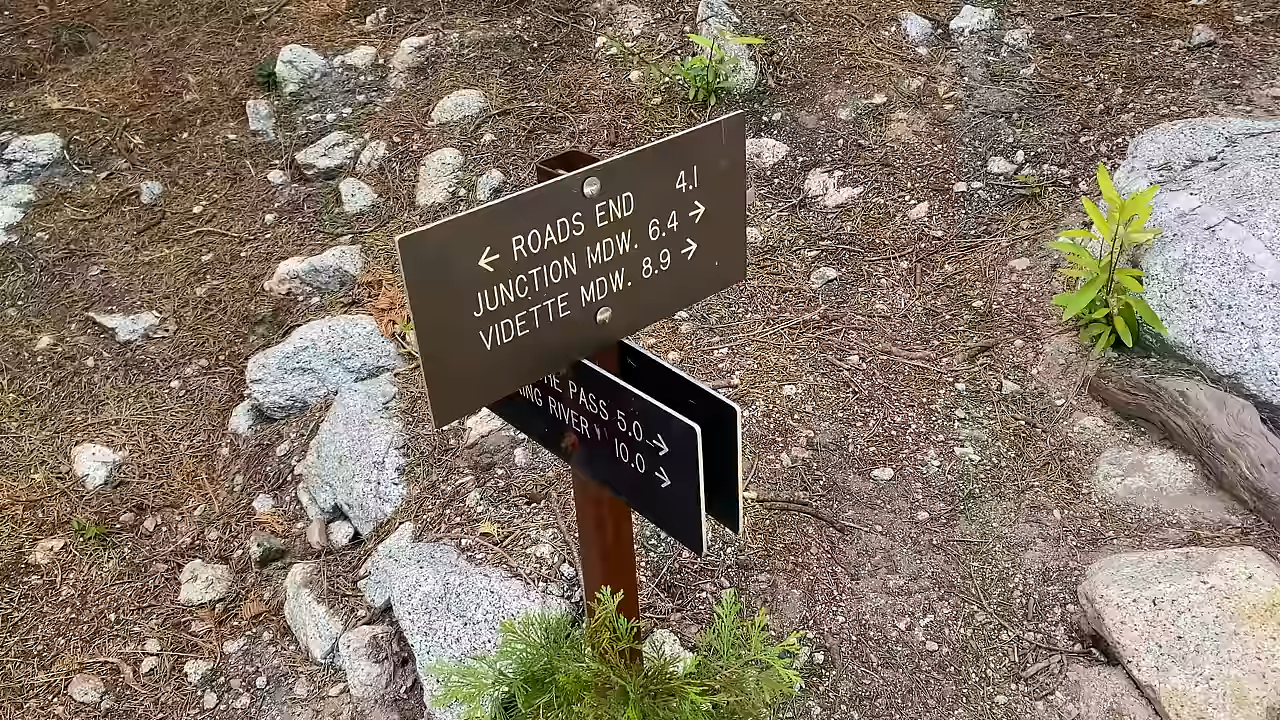 ← ROADS END 4.1
JUNCTION MDW. 6.4 →
VIDETTE MDW. 8.9 →
PASS 5.0 →
RIVER 10.0 →